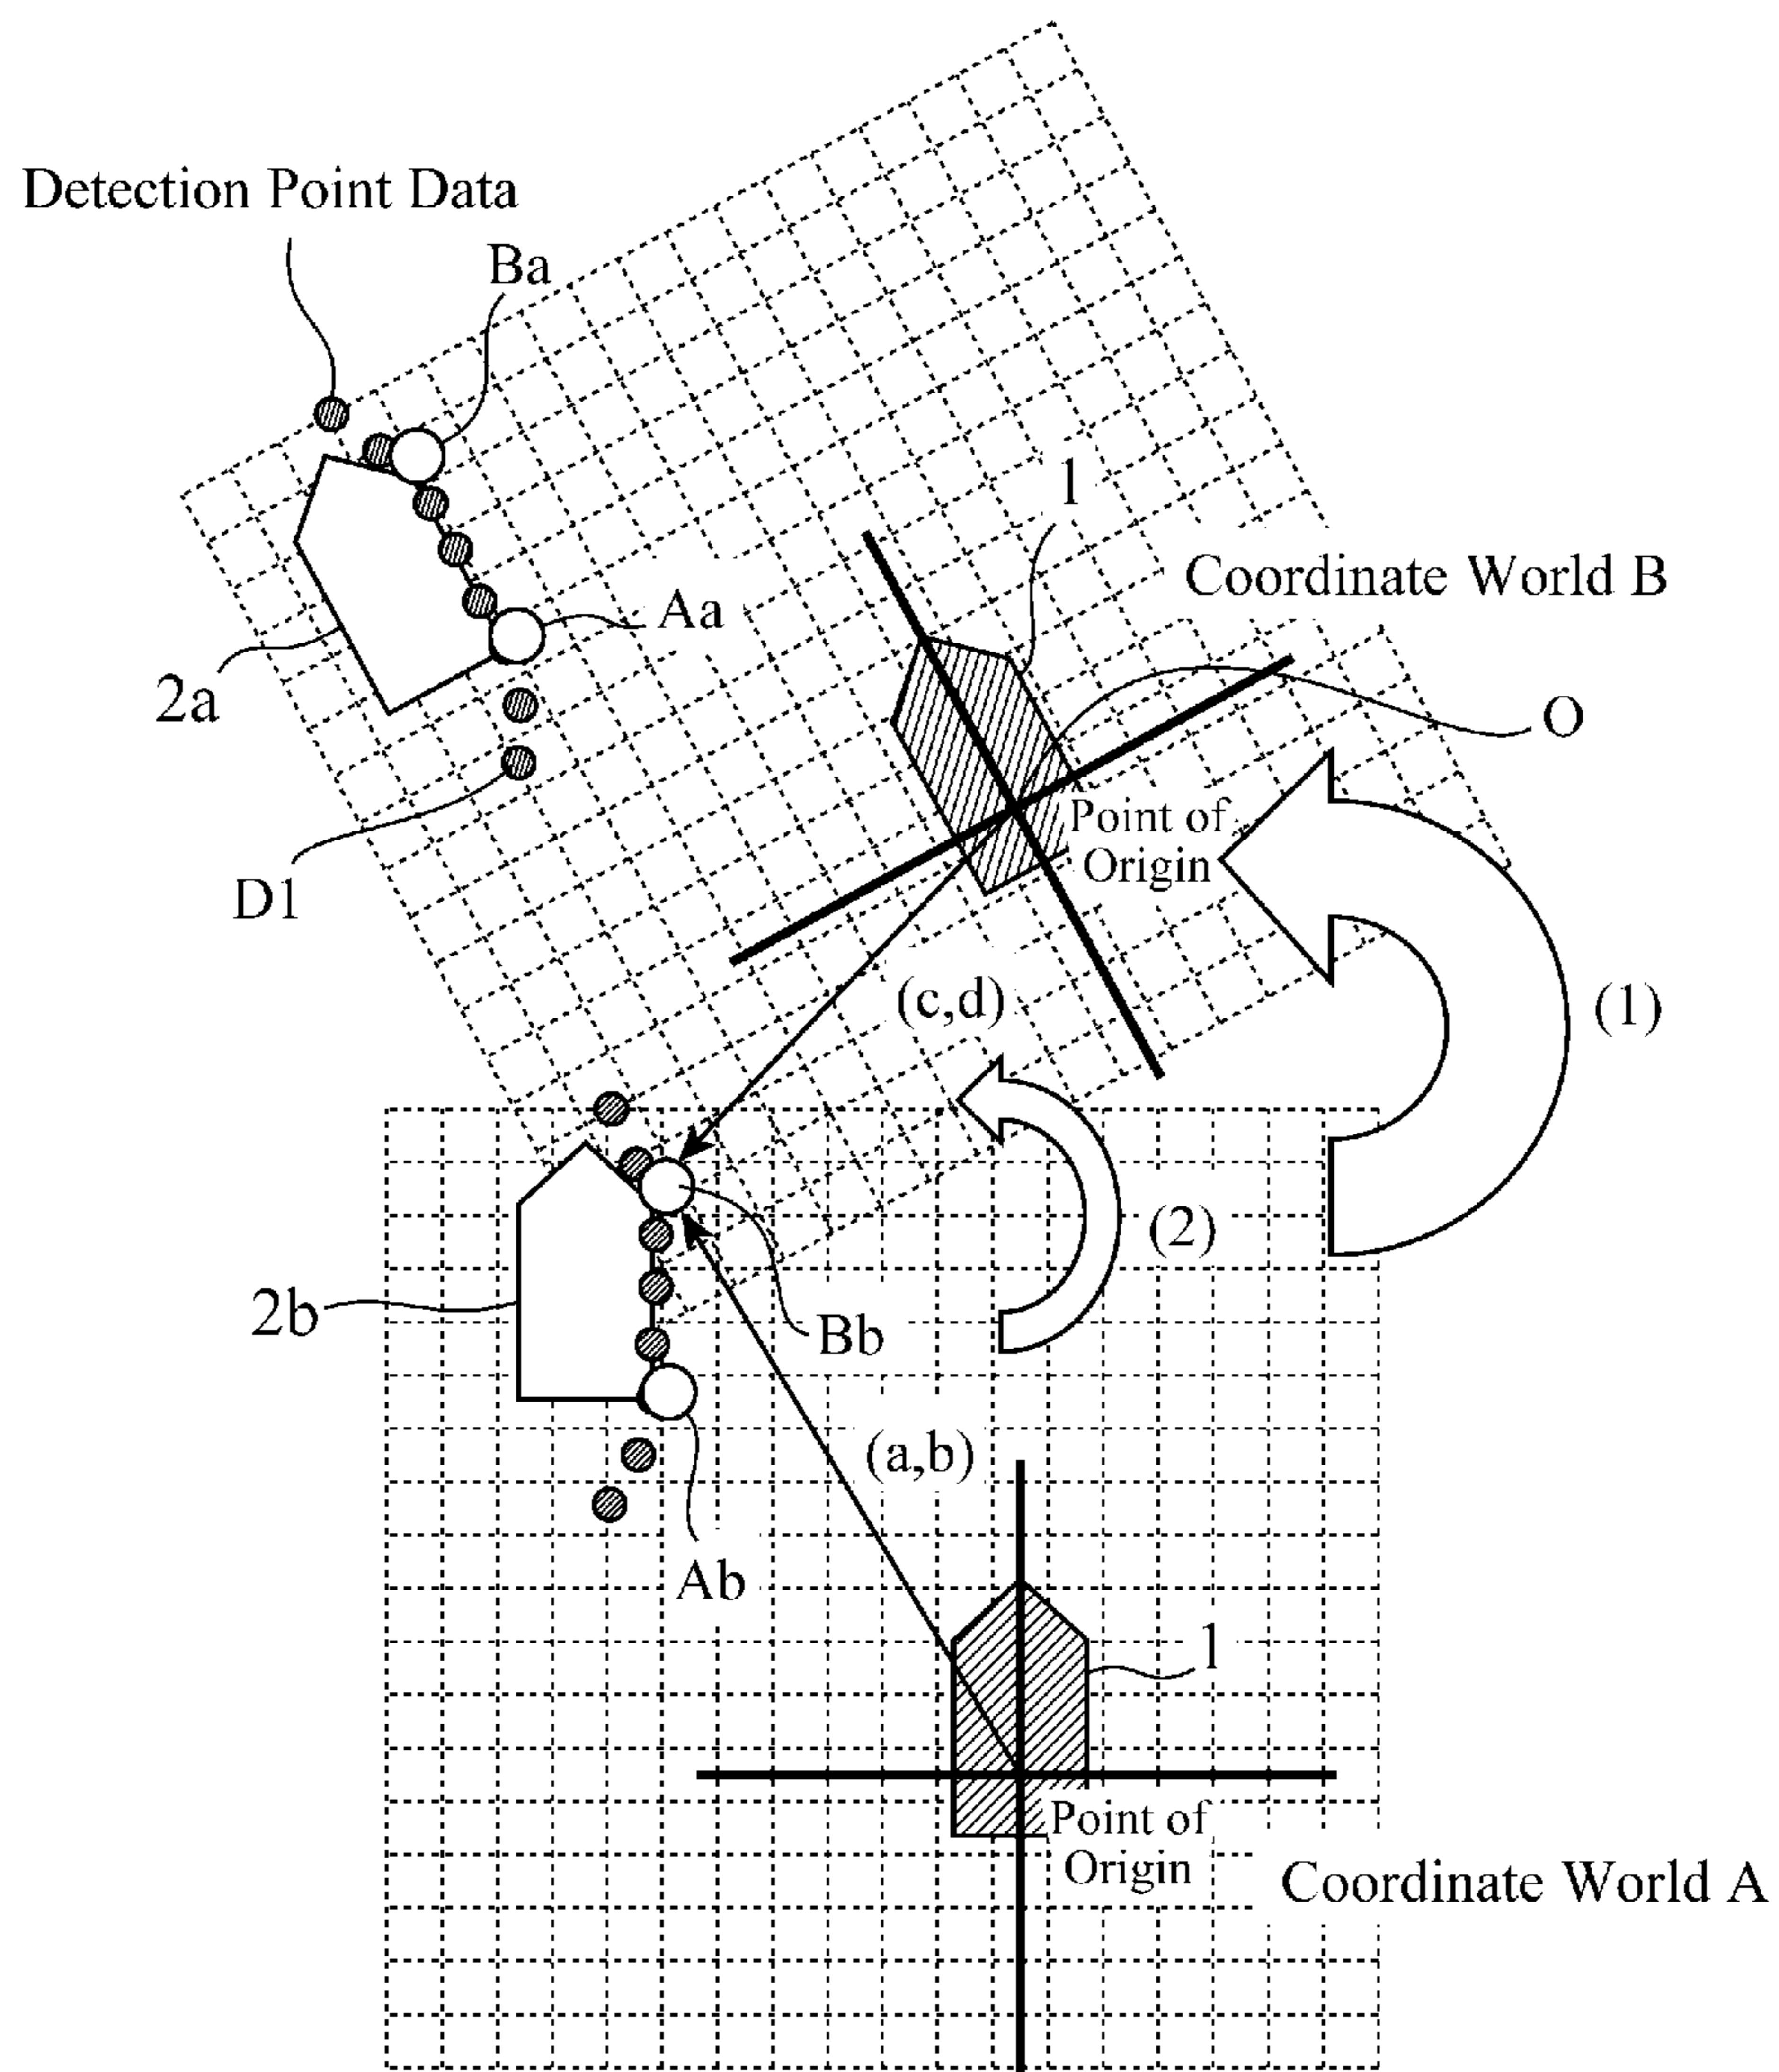 Detection Point Data
Ba
1
Coordinate World B
Aa
2a
O
Point of
Origin
D1
(c,d)
(1)
(2)
2b
Bb
(a,b)
Ab
1
Point of
Origin
Coordinate World A